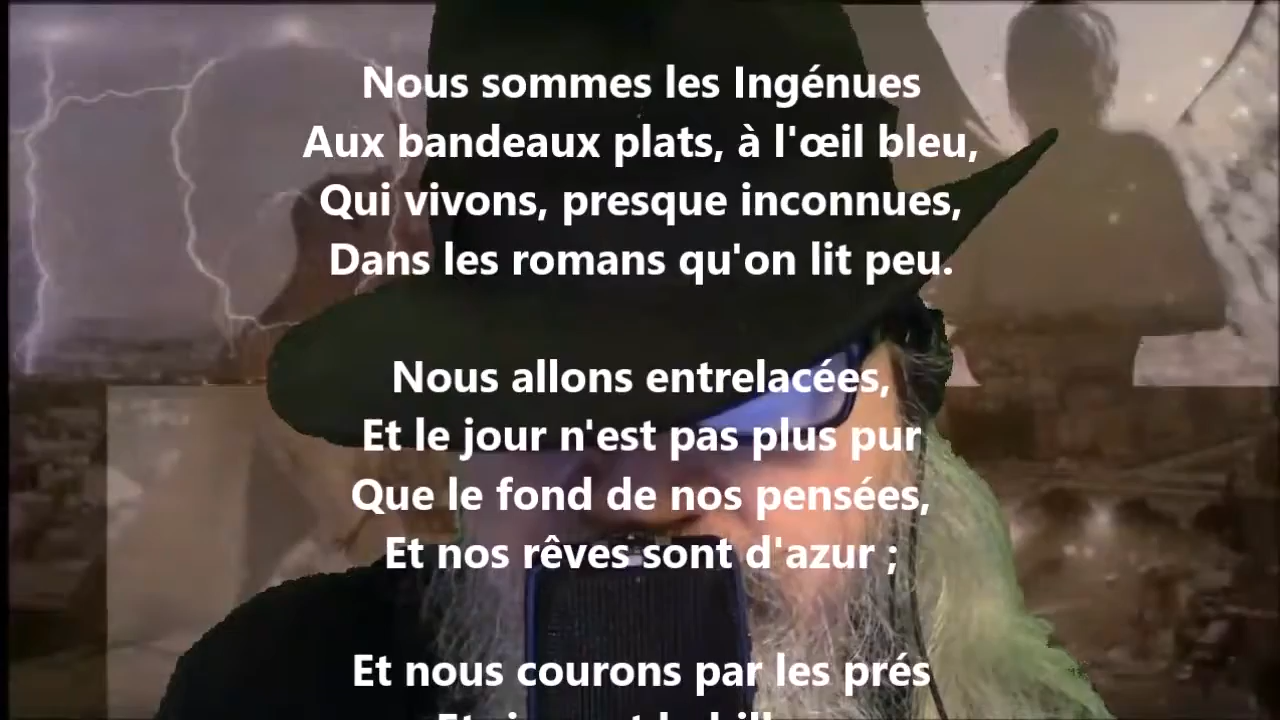 Nous sommes les Ingénues
Aux bandeaux plats, à l'œil bleu,
Qui vivons, presque inconnues,
Dans les romans qu'on lit peu.
Nous allons entrelacées,
Et le jour n'est pas plus pur
Que le fond de nos pensées,
Et nos rêves sont d'azur ;
Et nous courons par les prés